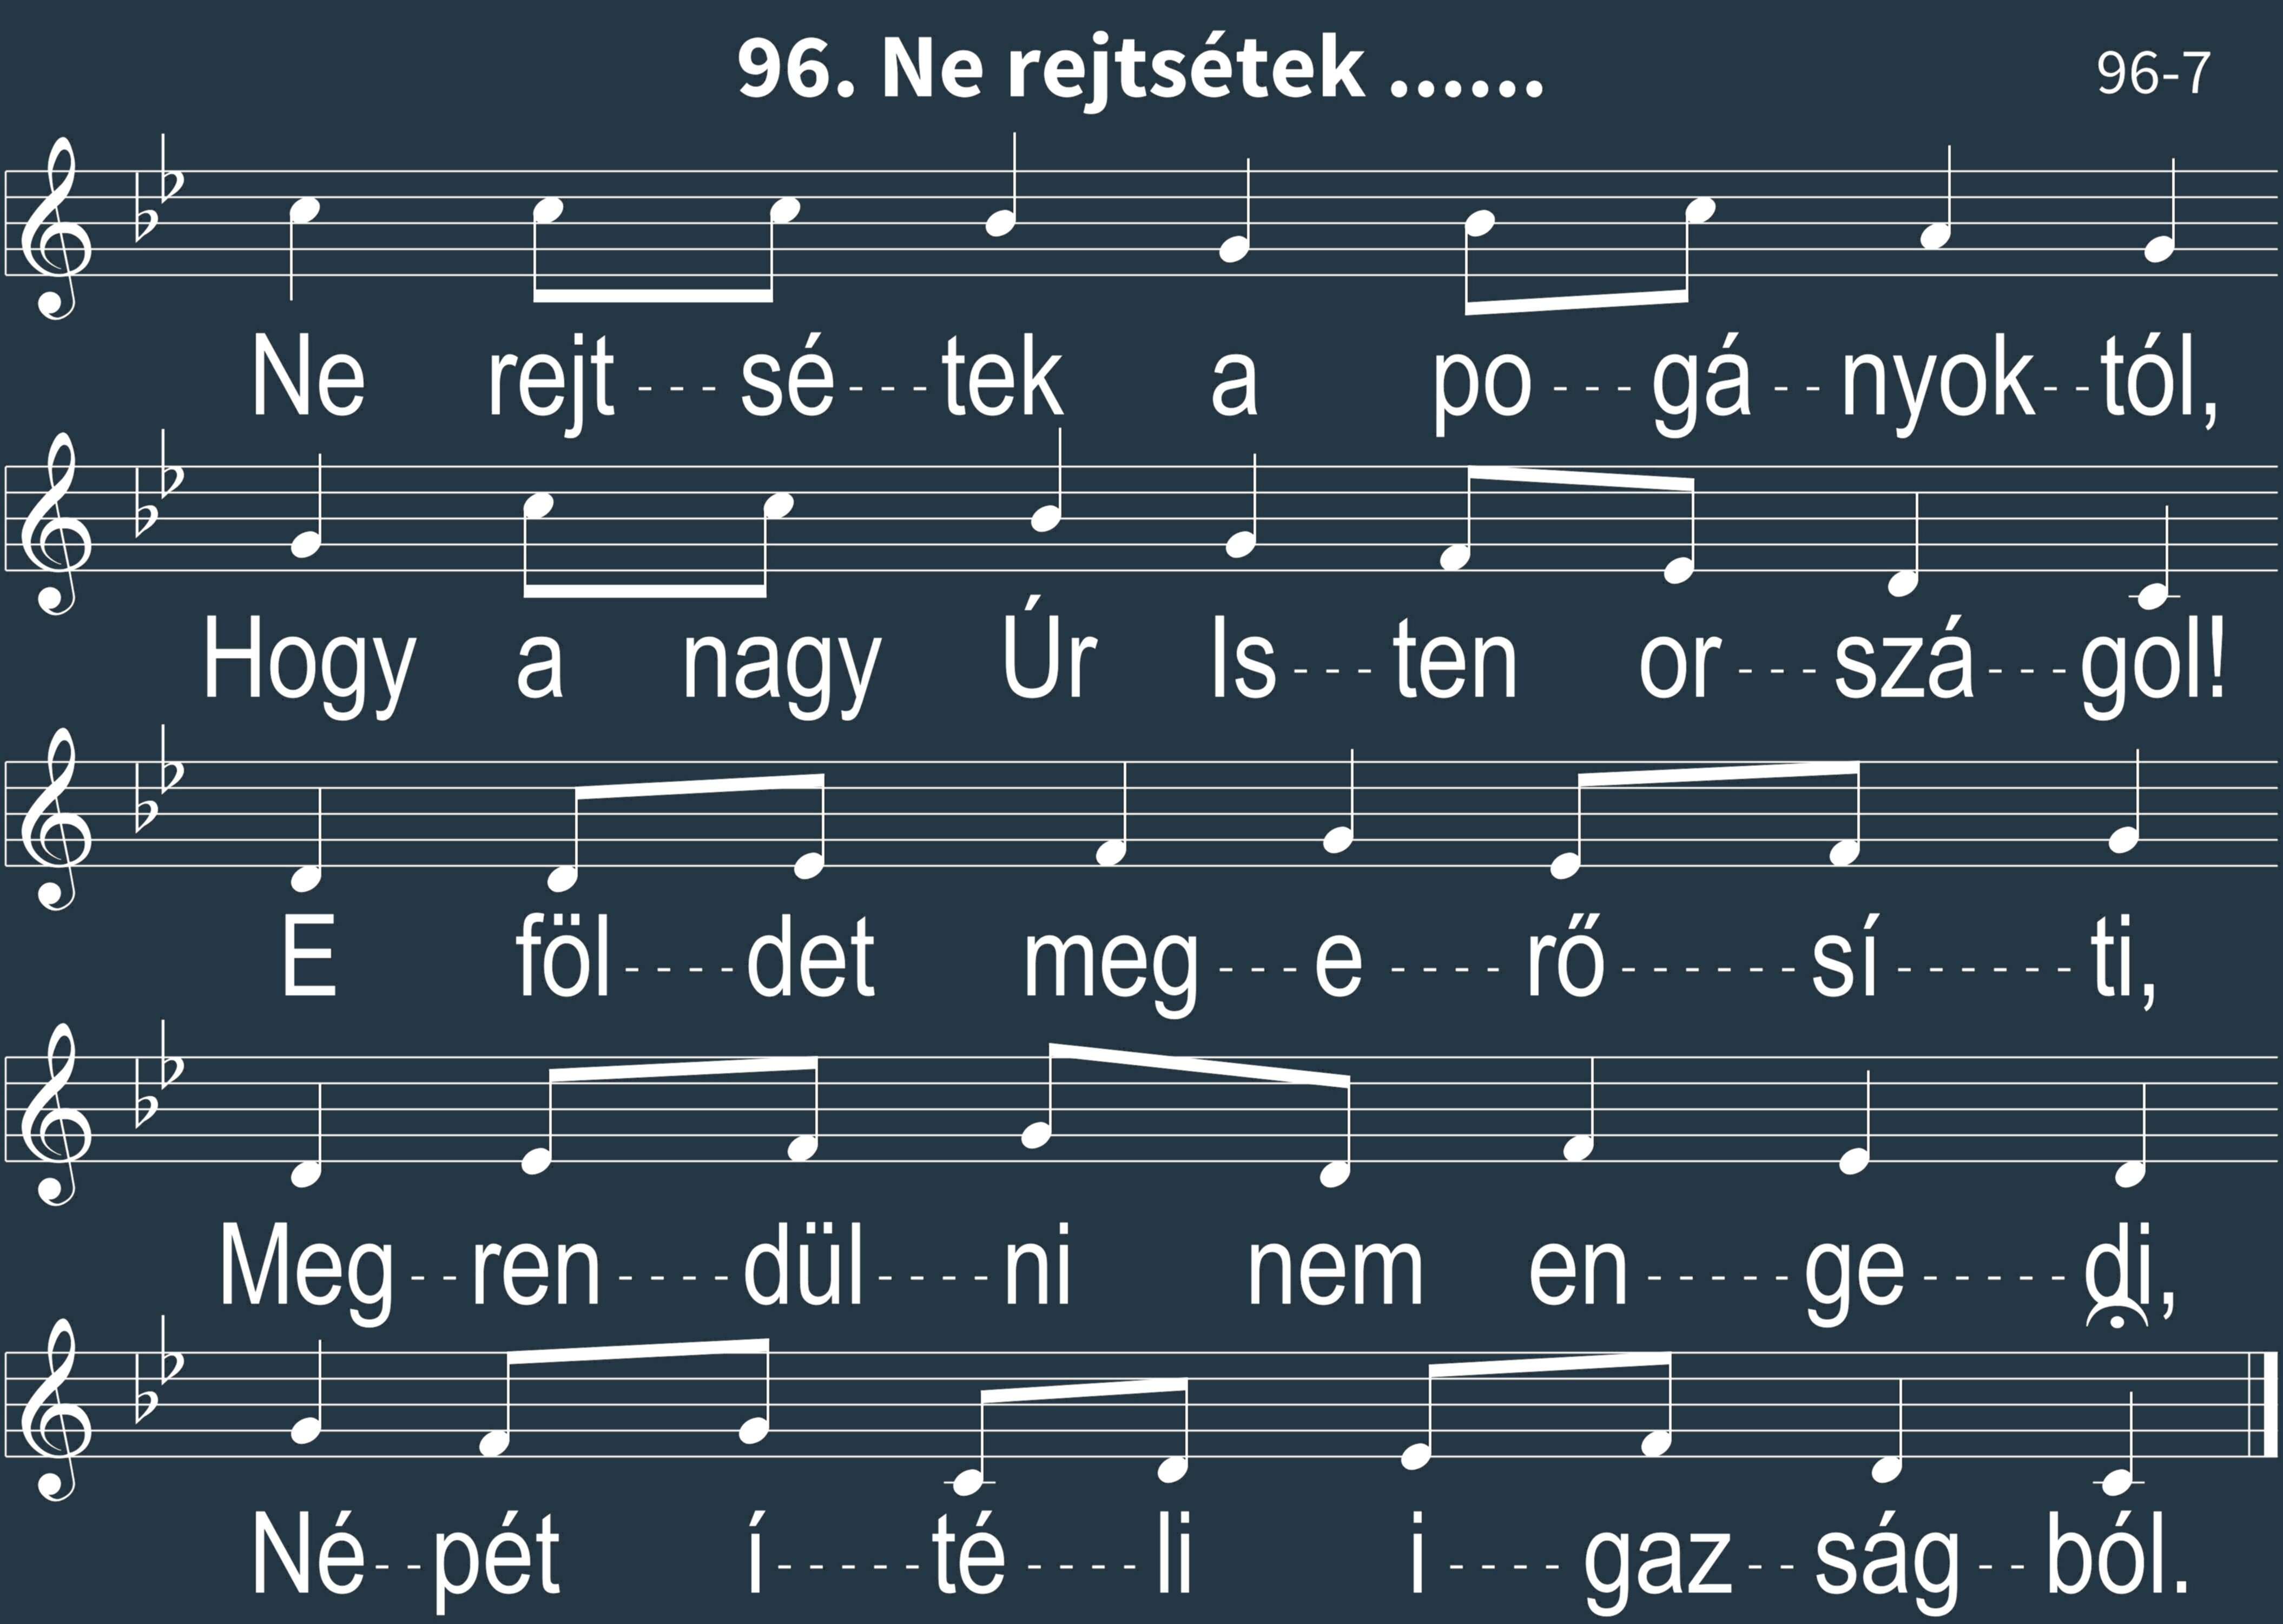 96. Ne rejtsétek .......
96-7
Ne rejt---sé---tek a po---gá--nyok--tól,
Hogy a nagy Úr Is---ten or---szá---gol!
E föl----det meg---e----rő------sí------ti,
Meg--ren----dül----ni nem en-----ge-----di,
Né--pét í-----té----li i----gaz--ság--ból.